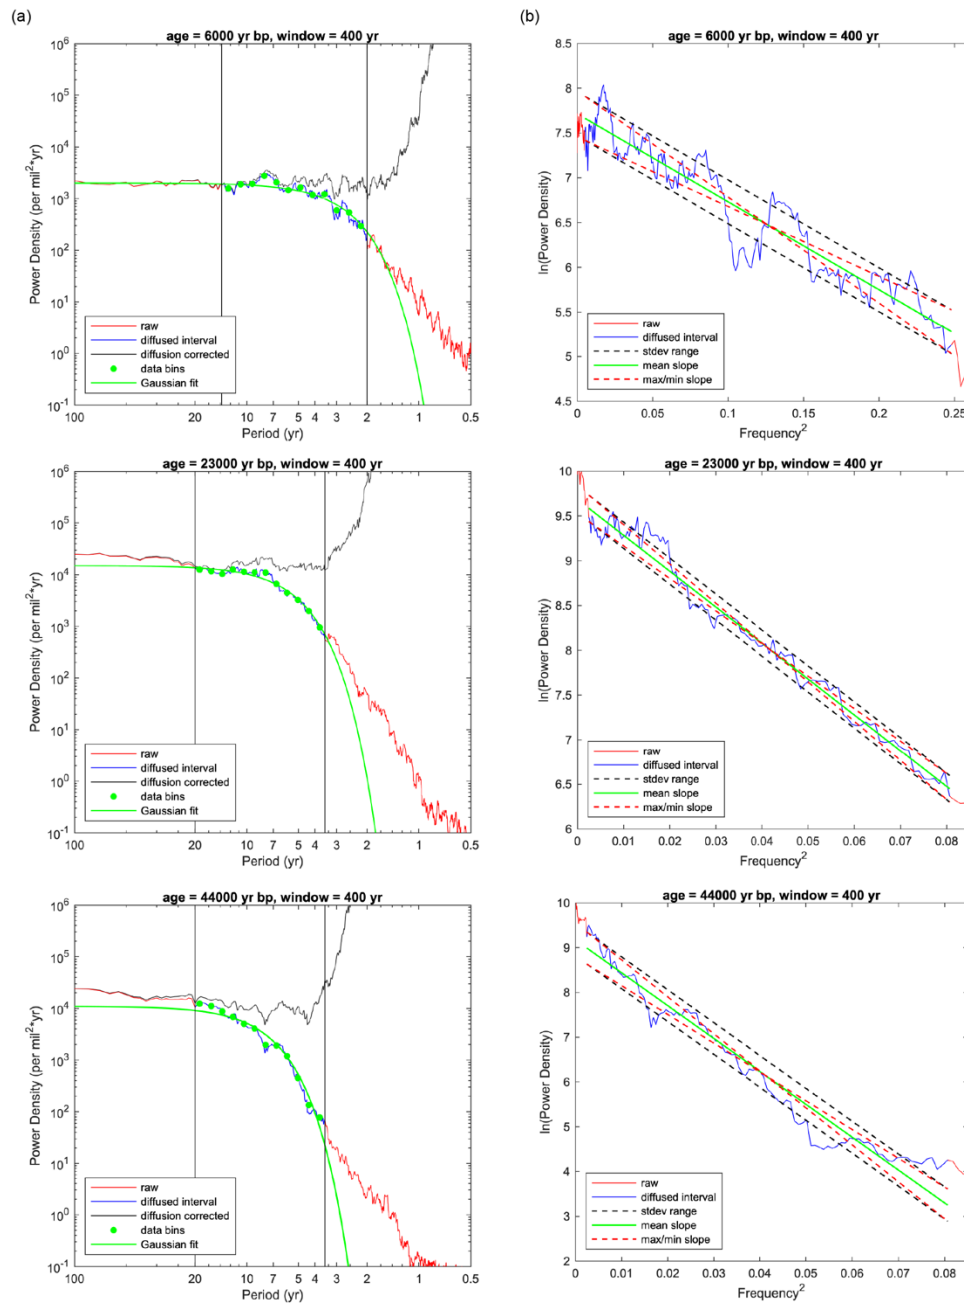 (a)
(b)
age = 6000 yr bp, window = 400 yr
10^6
10^5
10^4
10^3
10^2
10^1
10^0
10^-1
Power Density (per mil^2*yr)
raw
diffused interval
diffusion corrected
data bins
Gaussian fit
100 20 10 7 5 4 3 2 1 0.5
Period (yr)
age = 6000 yr bp, window = 400 yr
8.5
8
7.5
7
6.5
6
5.5
5
4.5
ln(Power Density)
raw
diffused interval
stdev range
mean slope
max/min slope
0 0.05 0.1 0.15 0.2 0.25
Frequency^2
age = 23000 yr bp, window = 400 yr
10^6
10^5
10^4
10^3
10^2
10^1
10^0
10^-1
Power Density (per mil^2*yr)
raw
diffused interval
diffusion corrected
data bins
Gaussian fit
100 20 10 7 5 4 3 2 1 0.5
Period (yr)
age = 23000 yr bp, window = 400 yr
10
9.5
9
8.5
8
7.5
7
6.5
6
ln(Power Density)
raw
diffused interval
stdev range
mean slope
max/min slope
0 0.01 0.02 0.03 0.04 0.05 0.06 0.07 0.08
Frequency^2
age = 44000 yr bp, window = 400 yr
10^6
10^5
10^4
10^3
10^2
10^1
10^0
10^-1
Power Density (per mil^2*yr)
raw
diffused interval
diffusion corrected
data bins
Gaussian fit
100 20 10 7 5 4 3 2 1 0.5
Period (yr)
age = 44000 yr bp, window = 400 yr
10
9
8
7
6
5
4
3
2
ln(Power Density)
raw
diffused interval
stdev range
mean slope
max/min slope
0 0.01 0.02 0.03 0.04 0.05 0.06 0.07 0.08
Frequency^2